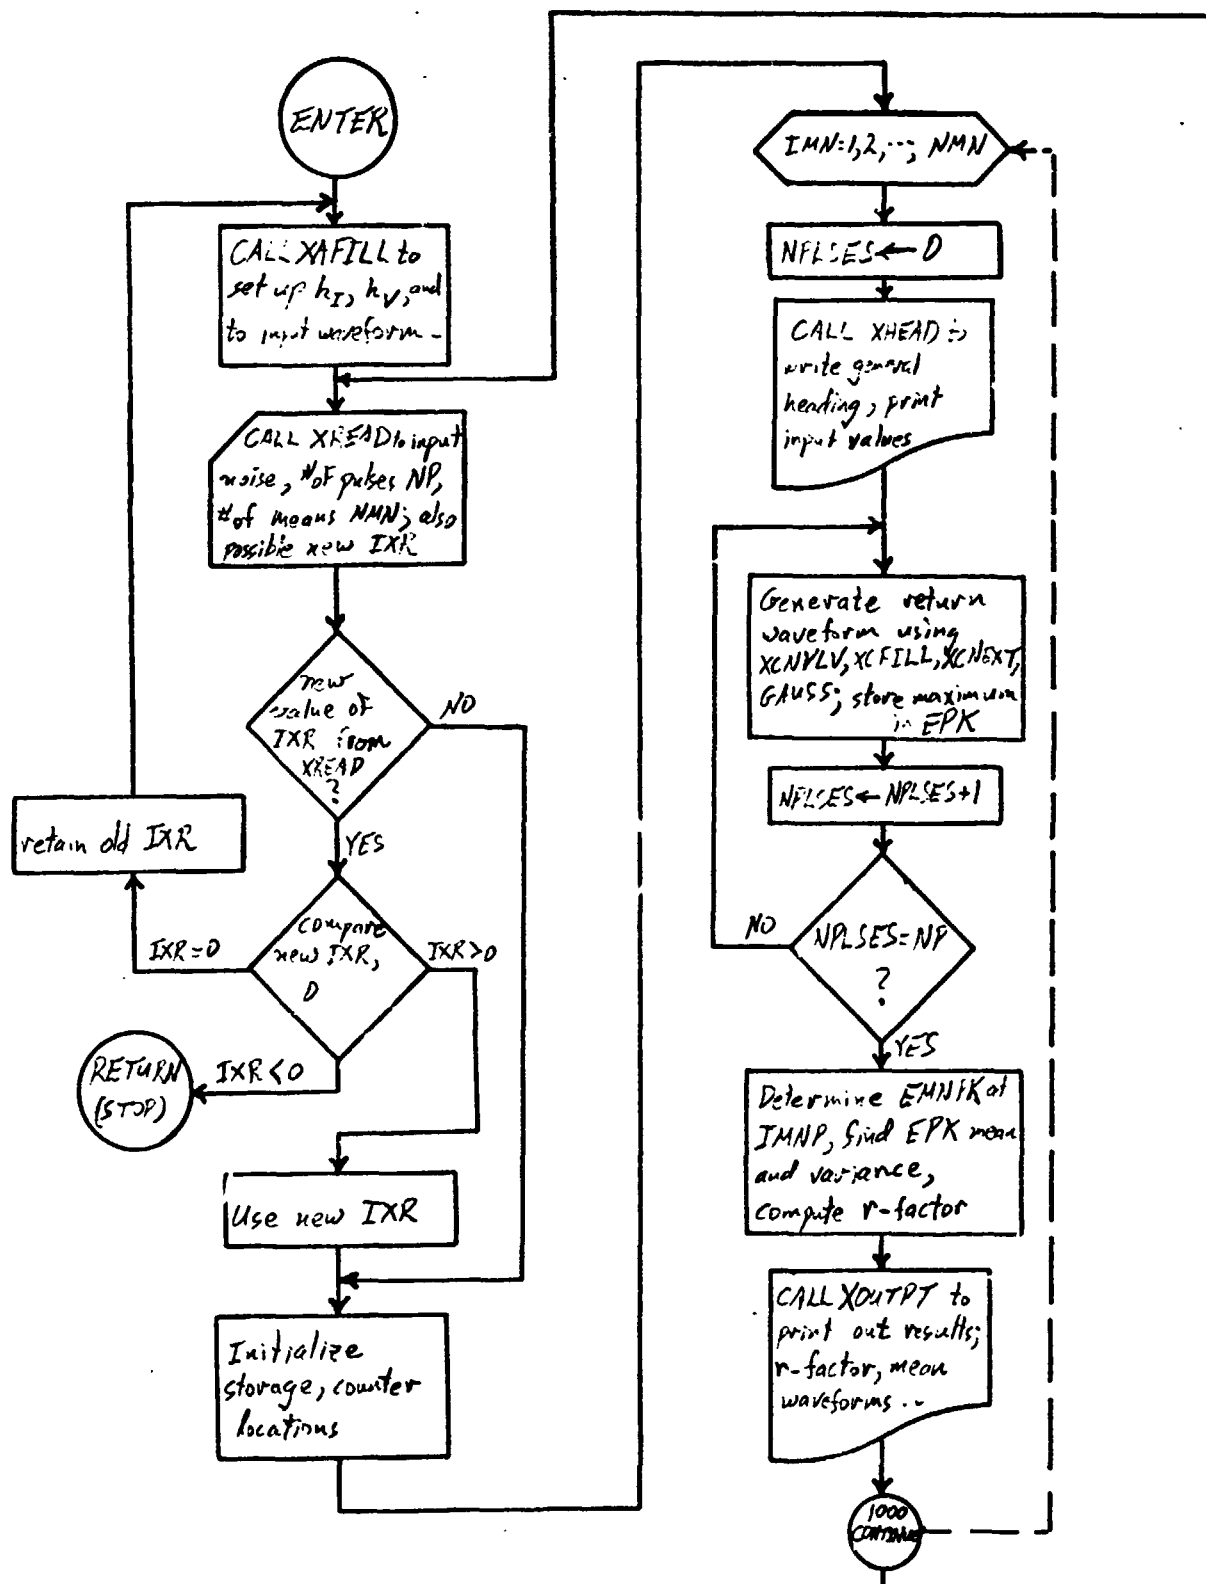 ENTER
CALL XAFILL to
set up h_I, h_V, and
to input waveform
CALL XREAD to input
noise, # of pulses NP,
# of means NMN; also
possible new IXR
new
value of
IXR from
XREAD
?
NO
YES
retain old IXR
compare
new IXR,
0
IXR=0
IXR>0
IXR<0
RETURN
(STOP)
Use new IXR
Initialize
storage, counter
locations
IMN=1,2,…, NMN
NPLSES←0
CALL XHEAD to
write general
heading, print
input values
Generate return
waveform using
XCNVLV, XCFILL, XCNEXT,
GAUSS; store maximum
in EPK
NPLSES←NPLSES+1
NO
NPLSES=NP
?
YES
Determine EMNPK at
IMNP, find EPK mean
and variance,
compute r-factor
CALL XOUTPT to
print out results;
r-factor, mean
waveforms ..
1000
CONTINUE